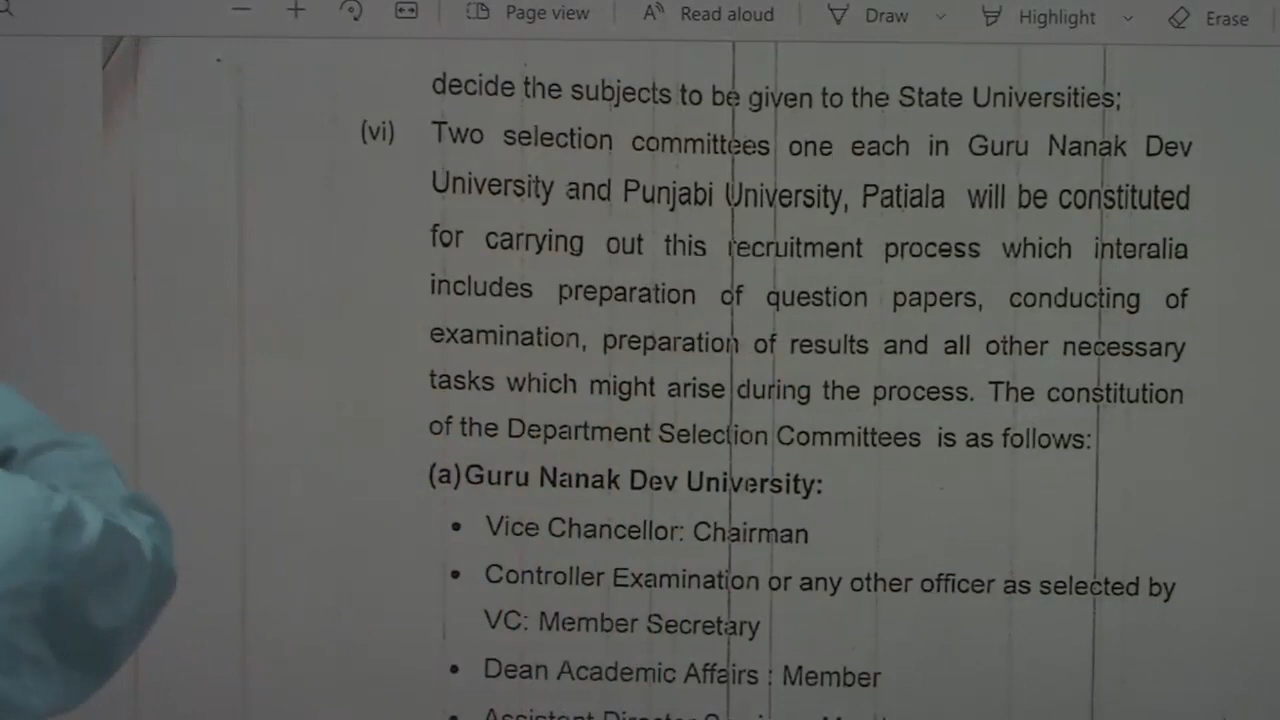 Page view Read aloud Draw Highlight Erase
decide the subjects to be given to the State Universities;
(vi) Two selection committees one each in Guru Nanak Dev
University and Punjabi University, Patiala will be constituted
for carrying out this recruitment process which interalia
includes preparation of question papers, conducting of
examination, preparation of results and all other necessary
tasks which might arise during the process. The constitution
of the Department Selection Committees is as follows:
(a) Guru Nanak Dev University:
• Vice Chancellor: Chairman
• Controller Examination or any other officer as selected by
VC: Member Secretary
• Dean Academic Affairs : Member
• Assistant Director